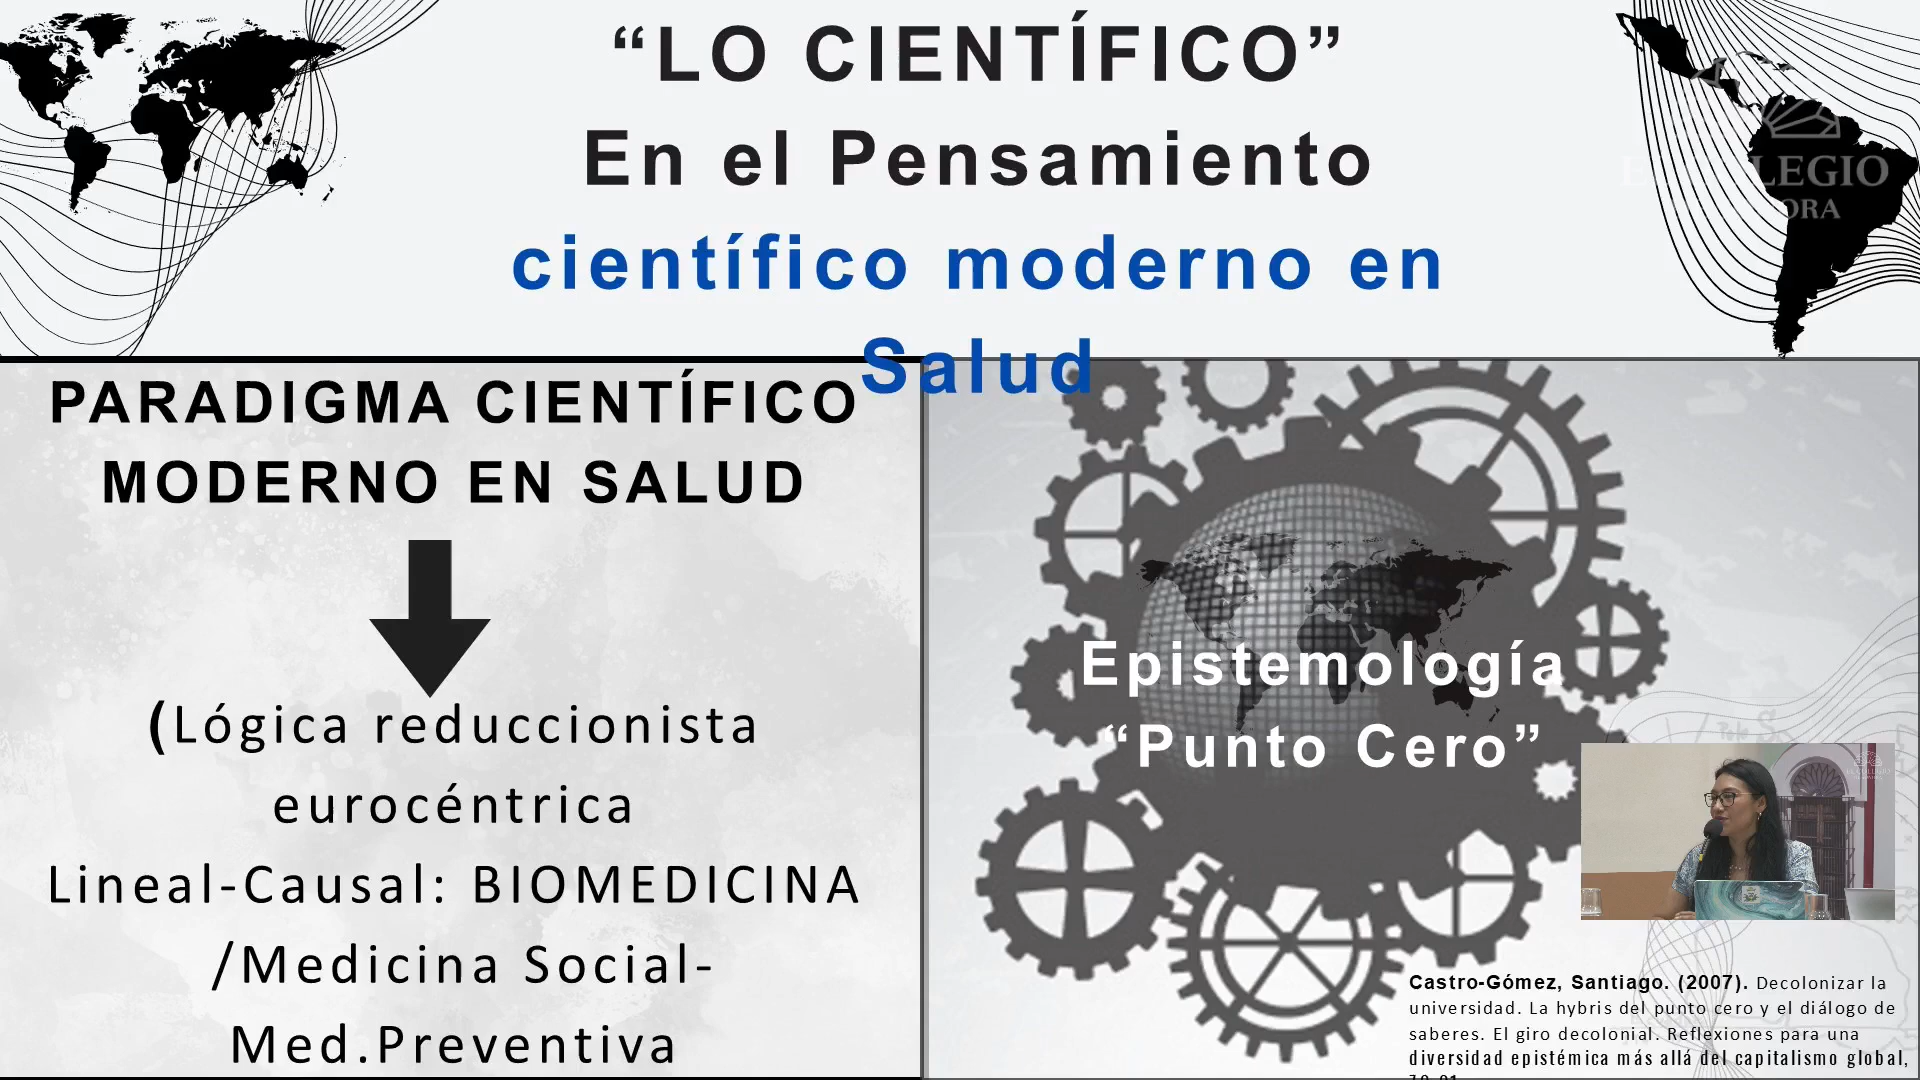 “LO CIENTÍFICO”
En el Pensamiento
científico moderno en
Salud
EL COLEGIO
PARADIGMA CIENTÍFICO
MODERNO EN SALUD
(Lógica reduccionista
eurocéntrica
Lineal-Causal: BIOMEDICINA
/Medicina Social-
Med.Preventiva
Epistemología
“Punto Cero”
Castro-Gómez, Santiago. (2007). Decolonizar la
universidad. La hybris del punto cero y el diálogo de
saberes. El giro decolonial. Reflexiones para una
diversidad epistémica más allá del capitalismo global,